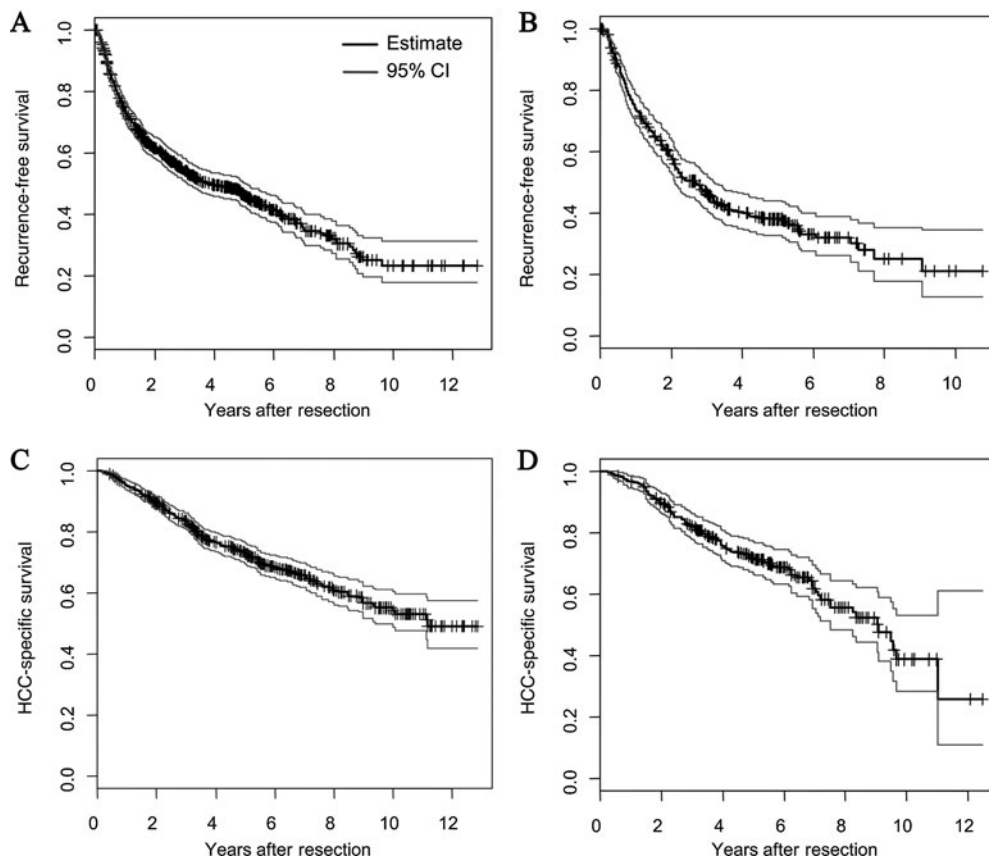 A
Recurrence-free survival
1.0
0.8
0.6
0.4
0.2
0.0
Estimate
95% CI
0 2 4 6 8 10 12
Years after resection
B
Recurrence-free survival
1.0
0.8
0.6
0.4
0.2
0.0
0 2 4 6 8 10
Years after resection
C
HCC-specific survival
1.0
0.8
0.6
0.4
0.2
0.0
0 2 4 6 8 10 12
Years after resection
D
HCC-specific survival
1.0
0.8
0.6
0.4
0.2
0.0
0 2 4 6 8 10 12
Years after resection